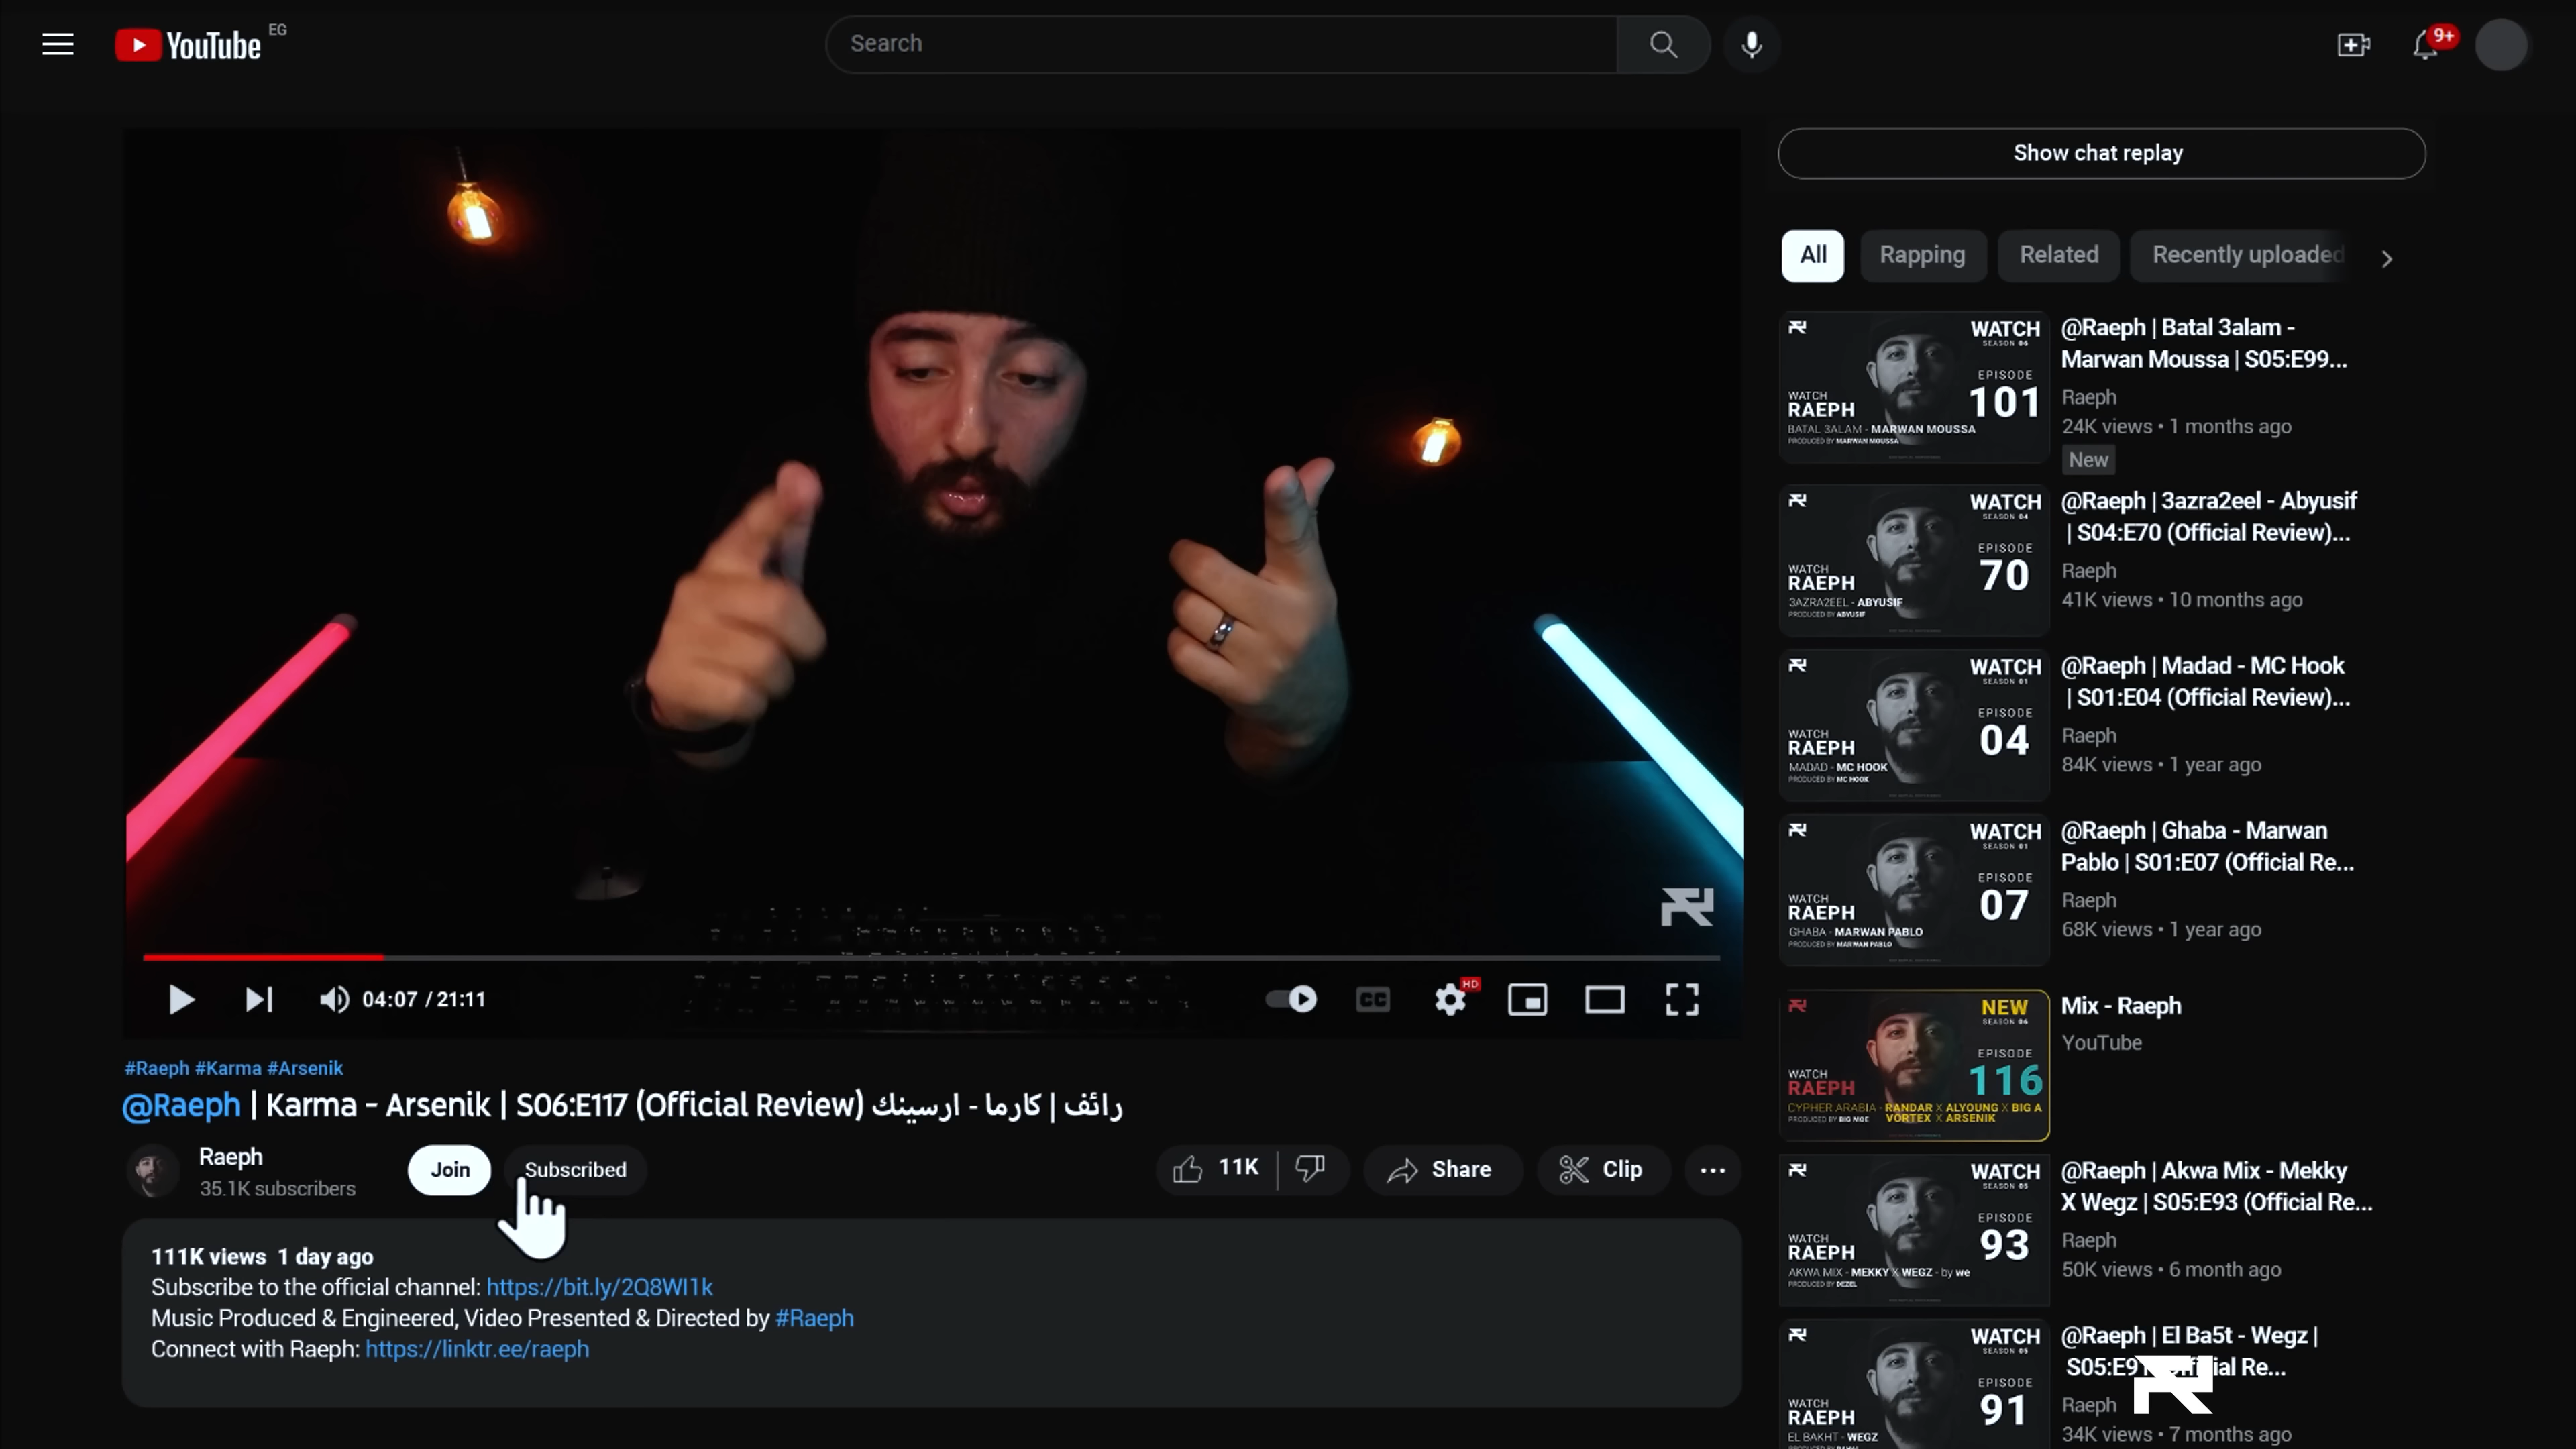 YouTube EG
Search
9+
Show chat replay
All
Rapping
Related
Recently uploaded
WATCH
SEASON 06
EPISODE
101
WATCH
RAEPH
BATAL 3ALAM - MARWAN MOUSSA
PRODUCED BY MARWAN MOUSSA
@Raeph | Batal 3alam -
Marwan Moussa | S05:E99...
Raeph
24K views • 1 months ago
New
WATCH
SEASON 04
EPISODE
70
WATCH
RAEPH
3AZRA2EEL - ABYUSIF
PRODUCED BY ABYUSIF
@Raeph | 3azra2eel - Abyusif
| S04:E70 (Official Review)...
Raeph
41K views • 10 months ago
WATCH
SEASON 01
EPISODE
04
WATCH
RAEPH
MADAD - MC HOOK
PRODUCED BY MC HOOK
@Raeph | Madad - MC Hook
| S01:E04 (Official Review)...
Raeph
84K views • 1 year ago
WATCH
SEASON 01
EPISODE
07
WATCH
RAEPH
GHABA - MARWAN PABLO
PRODUCED BY MARWAN PABLO
@Raeph | Ghaba - Marwan
Pablo | S01:E07 (Official Re...
Raeph
68K views • 1 year ago
NEW
SEASON 06
EPISODE
116
WATCH
RAEPH
CYPHER ARABIA - RANDAR X ALYOUNG X BIG A
VORTEX X ARSENIK
PRODUCED BY BIG MOE
Mix - Raeph
YouTube
WATCH
SEASON 05
EPISODE
93
WATCH
RAEPH
AKWA MIX - MEKKY X WEGZ - by we
PRODUCED BY DEZEL
@Raeph | Akwa Mix - Mekky
X Wegz | S05:E93 (Official Re...
Raeph
50K views • 6 month ago
WATCH
SEASON 05
EPISODE
91
WATCH
RAEPH
EL BAKHT - WEGZ
@Raeph | El Ba5t - Wegz |
Re...
Raeph
34K views • 7 months ago
04:07 / 21:11
CC
HD
#Raeph #Karma #Arsenik
@Raeph | Karma - Arsenik | S06:E117 (Official Review) رائف | كارما - ارسينك
Raeph
35.1K subscribers
Join
Subscribed
11K
Share
Clip
111K views 1 day ago
Subscribe to the official channel: https://bit.ly/2Q8WI1k
Music Produced & Engineered, Video Presented & Directed by #Raeph
Connect with Raeph: https://linktr.ee/raeph